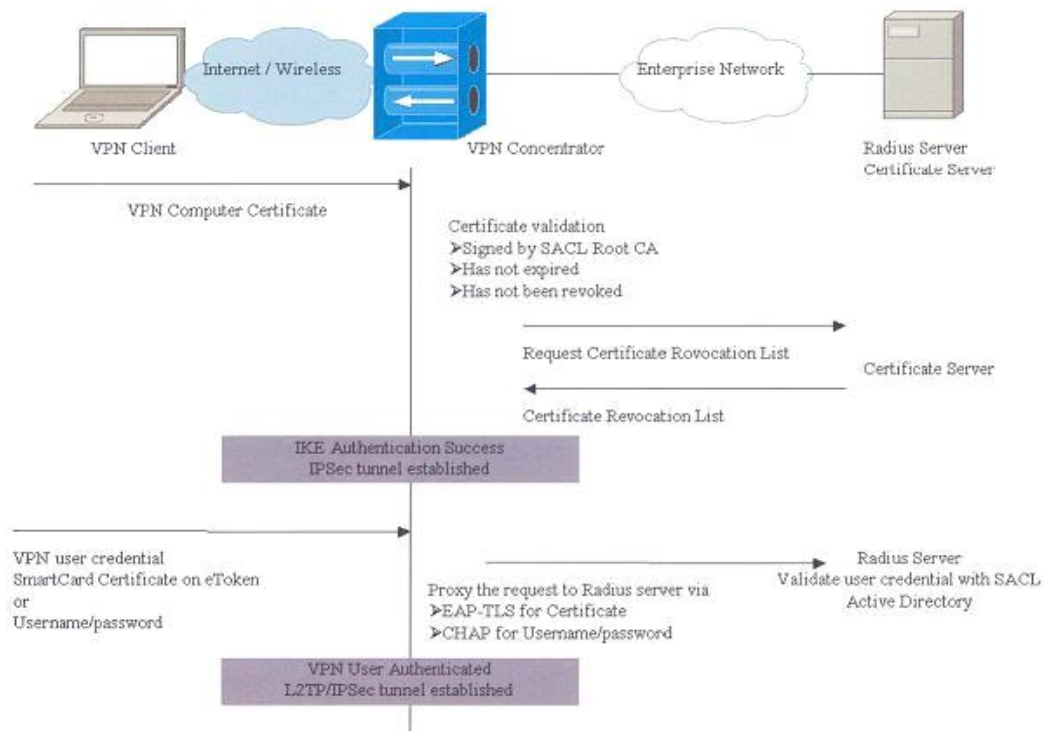 Internet / Wireless
Enterprise Network
VPN Client
VPN Concentrator
Radius Server
Certificate Server
VPN Computer Certificate
Certificate validation
➢Signed by SACL Root CA
➢Has not expired
➢Has not been revoked
Request Certificate Rovocation List
Certificate Server
Certificate Revocation List
IKE Authentication Success
IPSec tunnel established
VPN user credential
SmartCard Certificate on eToken
or
Username/password
Proxy the request to Radius server via
➢EAP-TLS for Certificate
➢CHAP for Username/password
Radius Server
Validate user credential with SACL
Active Directory
VPN User Authenticated
L2TP/IPSec tunnel established